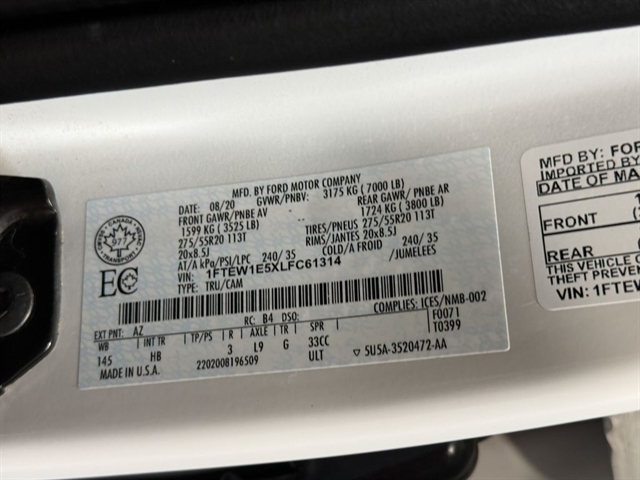 MFD. BY FORD MOTOR COMPANY
DATE: 08/20 GVWR/PNBV: 3175 KG ( 7000 LB)
FRONT GAWR/PNBE AV REAR GAWR/PNBE AR
1599 KG ( 3525 LB) 1724 KG ( 3800 LB)
275/55R20 113T TIRES/PNEUS 275/55R20 113T
20x8.5J RIMS/JANTES 20x8.5J
AT/A kPa/PSI/LPC 240/ 35 COLD/A FROID 240/ 35
VIN: 1FTEW1E5XLFC61314 /JUMELEES
TYPE: TRU/CAM
CANADA
TRANSPORT
977
EC
COMPLIES: ICES/NMB-002
EXT PNT: AZ RC: B4 DSO: F0071
WB INT TR TP/PS R AXLE TR SPR T0399
145 HB 3 L9 G 33CC
ULT
MADE IN U.S.A. 2202008196509 5U5A-3520472-AA
MFD BY: FOR
IMPORTED BY
DATE OF MA
FRONT
REAR
THEFT PREVENT
VIN: 1FTEW